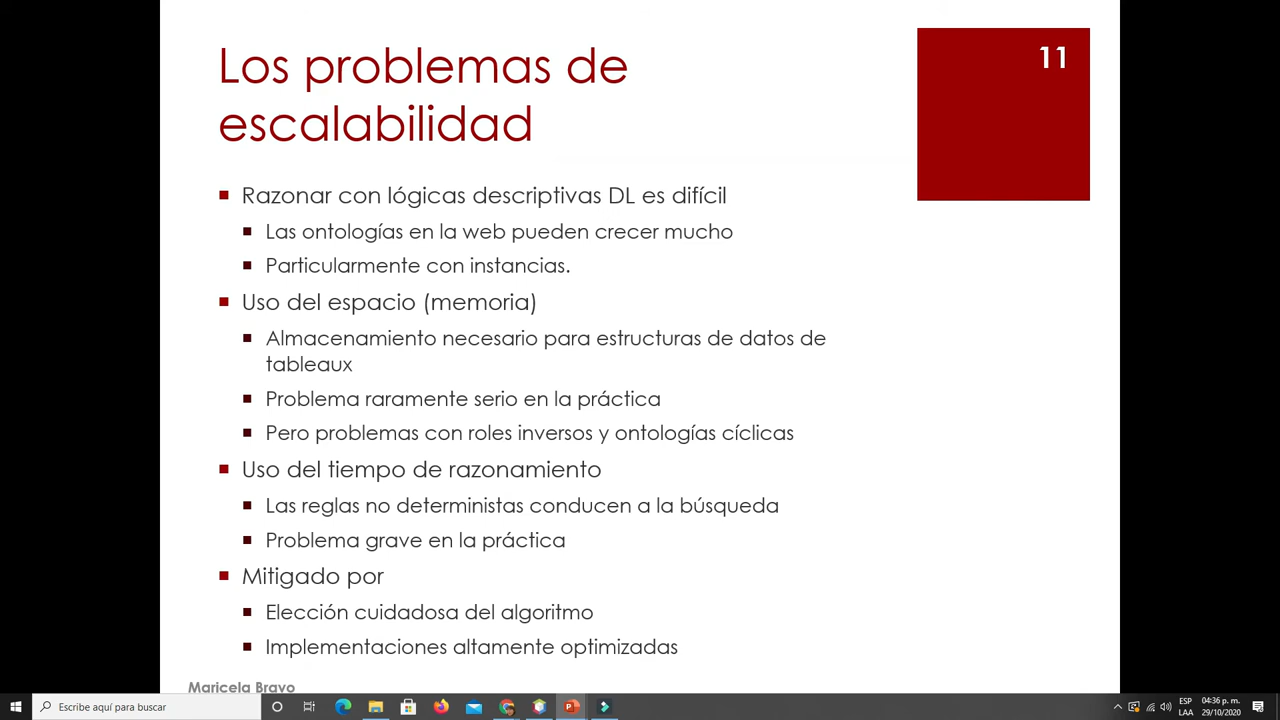 Los problemas de
escalabilidad
11
Razonar con lógicas descriptivas DL es difícil
Las ontologías en la web pueden crecer mucho
Particularmente con instancias.
Uso del espacio (memoria)
Almacenamiento necesario para estructuras de datos de
tableaux
Problema raramente serio en la práctica
Pero problemas con roles inversos y ontologías cíclicas
Uso del tiempo de razonamiento
Las reglas no deterministas conducen a la búsqueda
Problema grave en la práctica
Mitigado por
Elección cuidadosa del algoritmo
Implementaciones altamente optimizadas
Maricela Bravo
Escribe aquí para buscar
ESP
LAA
04:36 p. m.
29/10/2020